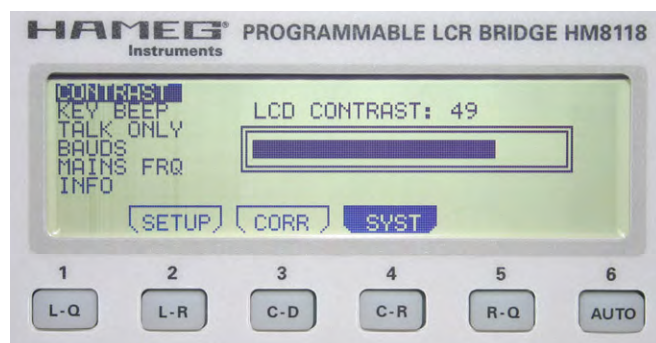 HAMEG® PROGRAMMABLE LCR BRIDGE HM8118
Instruments
CONTRAST
KEY BEEP
TALK ONLY
BAUDS
MAINS FRQ
INFO
LCD CONTRAST: 49
SETUP CORR SYST
1 2 3 4 5 6
L-Q L-R C-D C-R R-Q AUTO